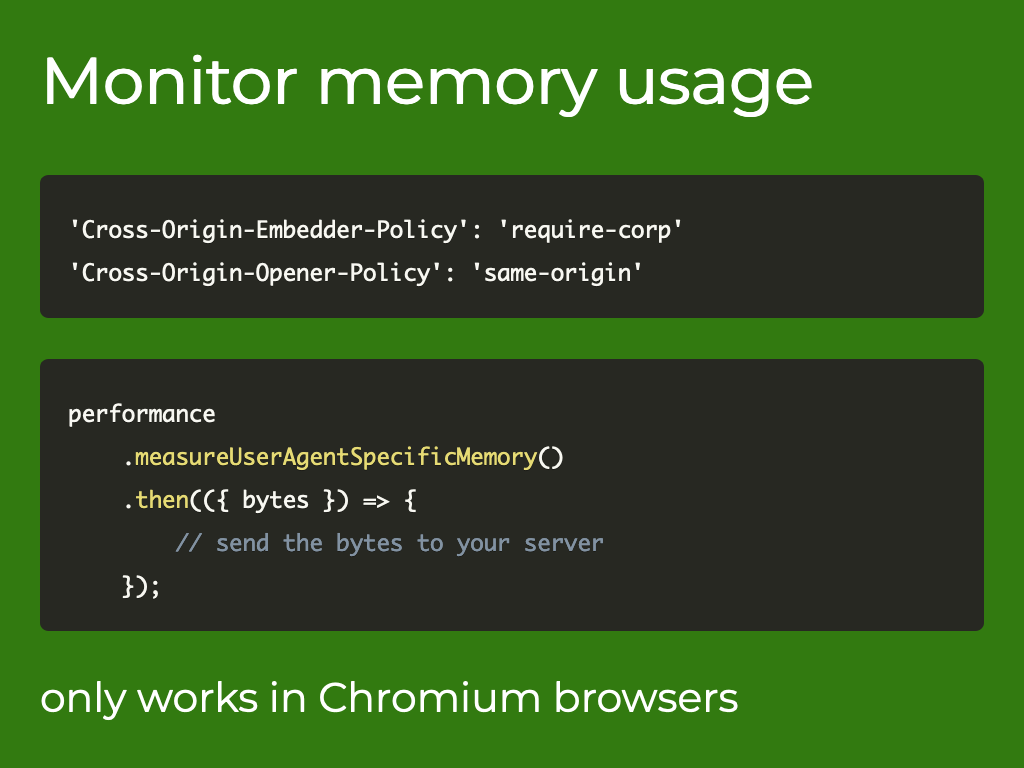 Monitor memory usage
'Cross-Origin-Embedder-Policy': 'require-corp'
'Cross-Origin-Opener-Policy': 'same-origin'
performance
    .measureUserAgentSpecificMemory()
    .then(({ bytes }) => {
        // send the bytes to your server
    });
only works in Chromium browsers